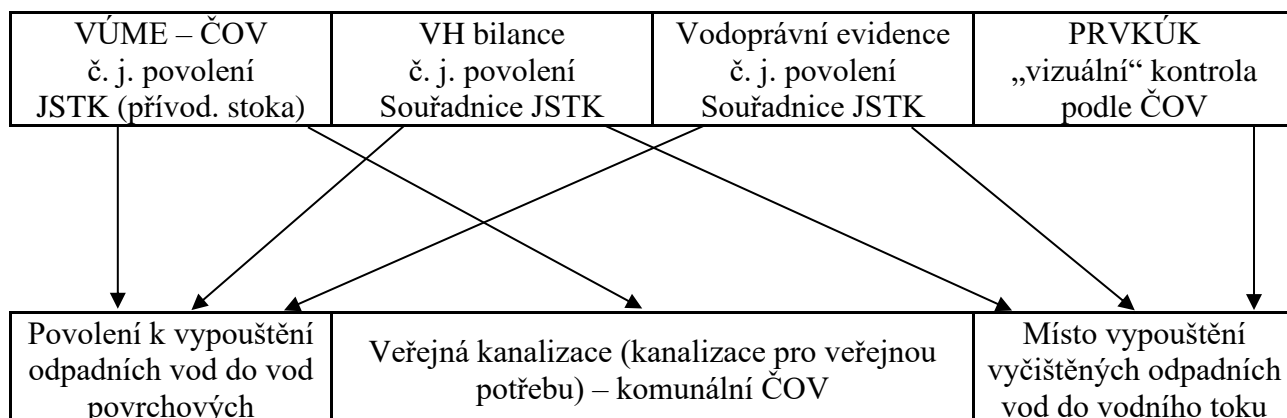 VÚME – ČOV
č. j. povolení
JSTK (přívod. stoka)
VH bilance
č. j. povolení
Souřadnice JSTK
Vodoprávní evidence
č. j. povolení
Souřadnice JSTK
PRVKÚK
„vizuální“ kontrola
podle ČOV
Povolení k vypouštění
odpadních vod do vod
povrchových
Veřejná kanalizace (kanalizace pro veřejnou
potřebu) – komunální ČOV
Místo vypouštění
vyčištěných odpadních
vod do vodního toku